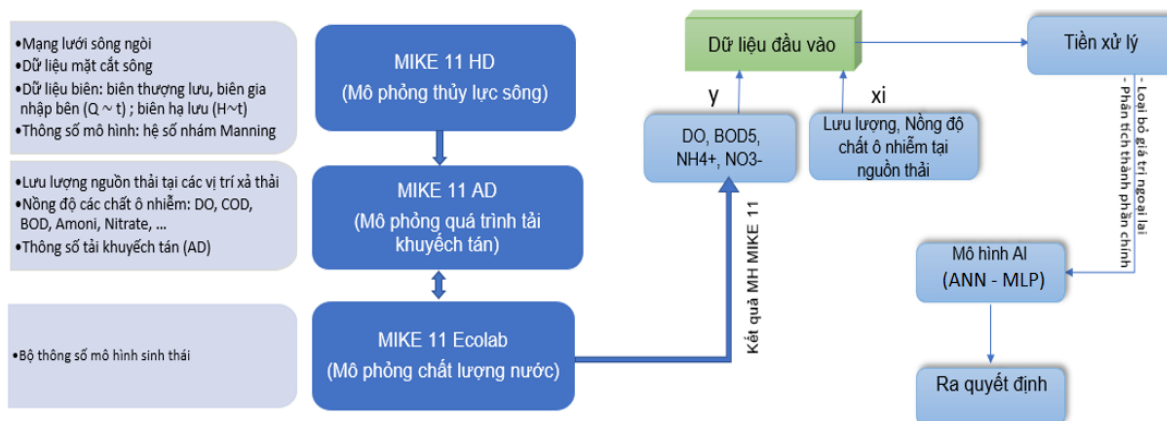 •Mạng lưới sông ngòi
•Dữ liệu mặt cắt sông
•Dữ liệu biên: biên thượng lưu, biên gia
nhập bên (Q ~ t) ; biên hạ lưu (H~t)
•Thông số mô hình: hệ số nhám Manning
MIKE 11 HD
(Mô phỏng thủy lực sông)
•Lưu lượng nguồn thải tại các vị trí xả thải
•Nồng độ các chất ô nhiễm: DO, COD,
BOD, Amoni, Nitrate, ...
•Thông số tải khuyếch tán (AD)
MIKE 11 AD
(Mô phỏng quá trình tải
khuyếch tán)
•Bộ thông số mô hình sinh thái
MIKE 11 Ecolab
(Mô phỏng chất lượng nước)
Kết quả MH MIKE 11
DO, BOD5,
NH4+, NO3-
y
Lưu lượng, Nồng độ
chất ô nhiễm tại
nguồn thải
xi
Dữ liệu đầu vào
Tiền xử lý
- Loại bỏ giá trị ngoại lai
- Phân tích thành phần chính
Mô hình AI
(ANN - MLP)
Ra quyết định